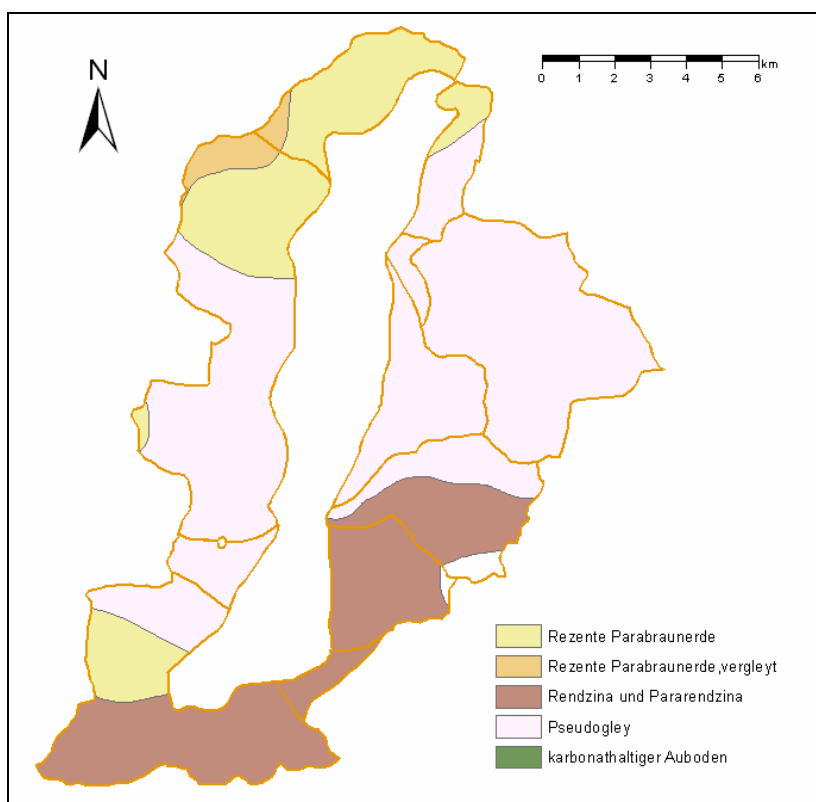 N
0 1 2 3 4 5 6
km
Rezente Parabraunerde
Rezente Parabraunerde,vergleyt
Rendzina und Pararendzina
Pseudogley
karbonathaltiger Auboden